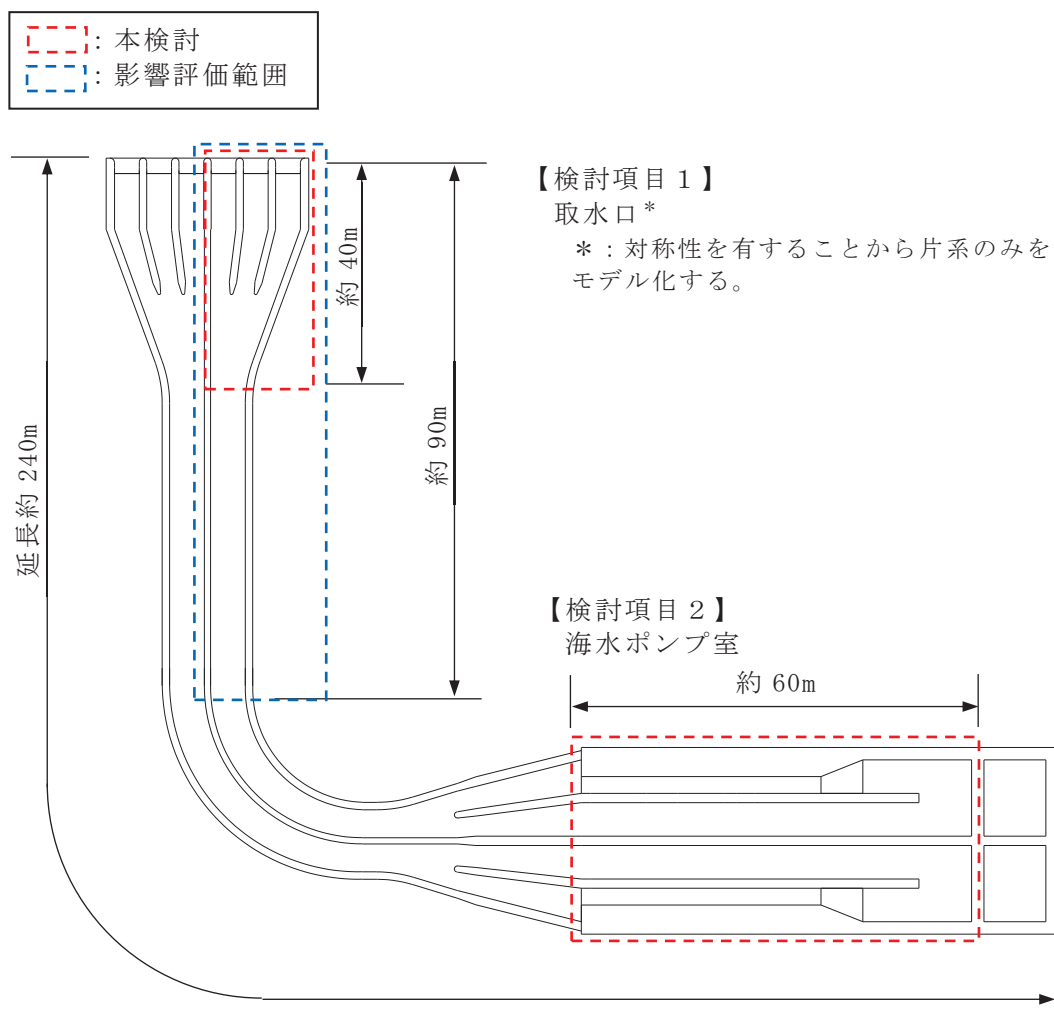 : 本検討
: 影響評価範囲
【検討項目１】
取水口*
＊：対称性を有することから片系のみを
モデル化する。
約 40m
約 90m
延長約 240m
【検討項目２】
海水ポンプ室
約 60m